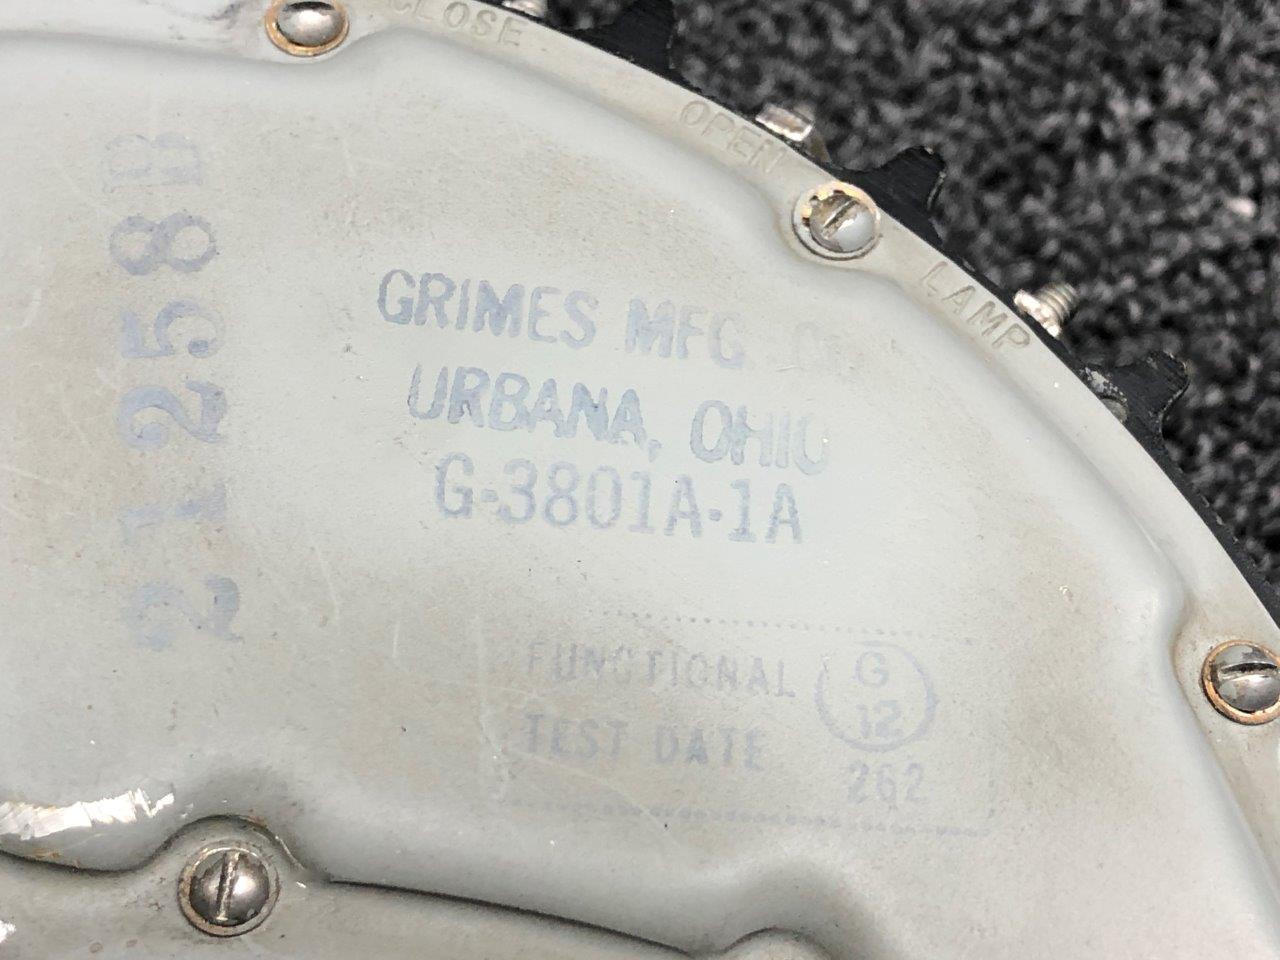 CLOSE
OPEN
LAMP
21258B
GRIMES MFG
URBANA, OHIO
G-3801A-1A
FUNCTIONAL
TEST DATE
G
12
262